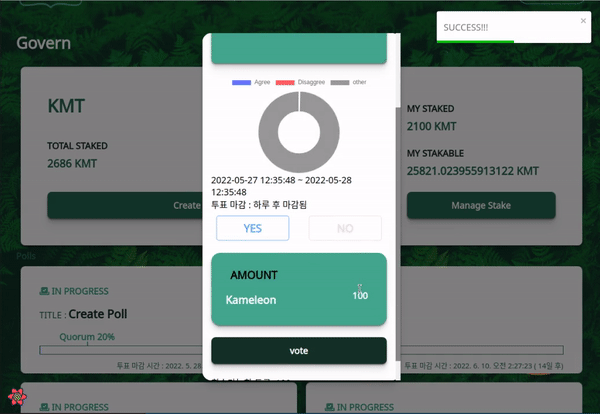 SUCCESS!!!
×
Govern
KMT
TOTAL STAKED
2686 KMT
Create
MY STAKED
2100 KMT
MY STAKABLE
25821.023955913122 KMT
Manage Stake
Agree
Disaggree
other
2022-05-27 12:35:48 ~ 2022-05-28
12:35:48
투표 마감 : 하루 후 마감됨
YES
NO
AMOUNT
Kameleon
100
vote
Polls
IN PROGRESS
TITLE : Create Poll
Quorum 20%
투표 마감 시간 : 2022. 5. 28
투표 마감 시간 : 2022. 6. 10. 오전 2:27:23 ( 14일 후)
IN PROGRESS
IN PROGRESS